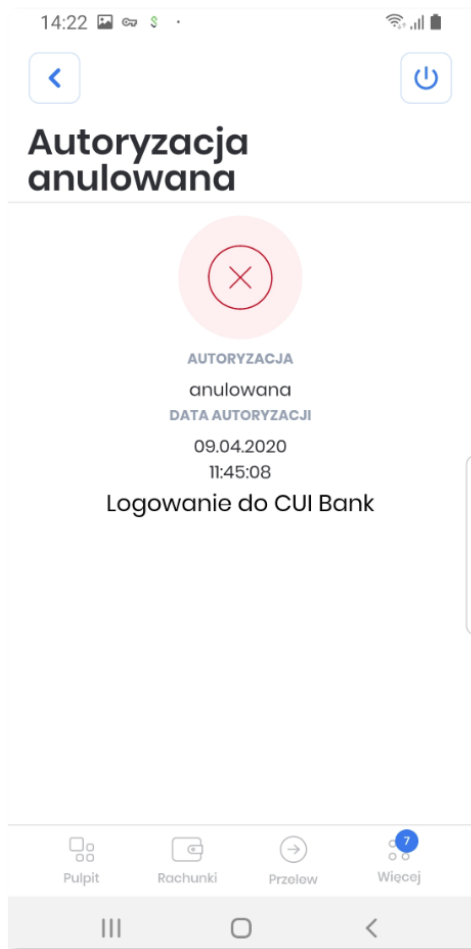 14:22
Autoryzacja
anulowana
AUTORYZACJA
anulowana
DATA AUTORYZACJI
09.04.2020
11:45:08
Logowanie do CUI Bank
7
Pulpit
Rachunki
Przelew
Więcej